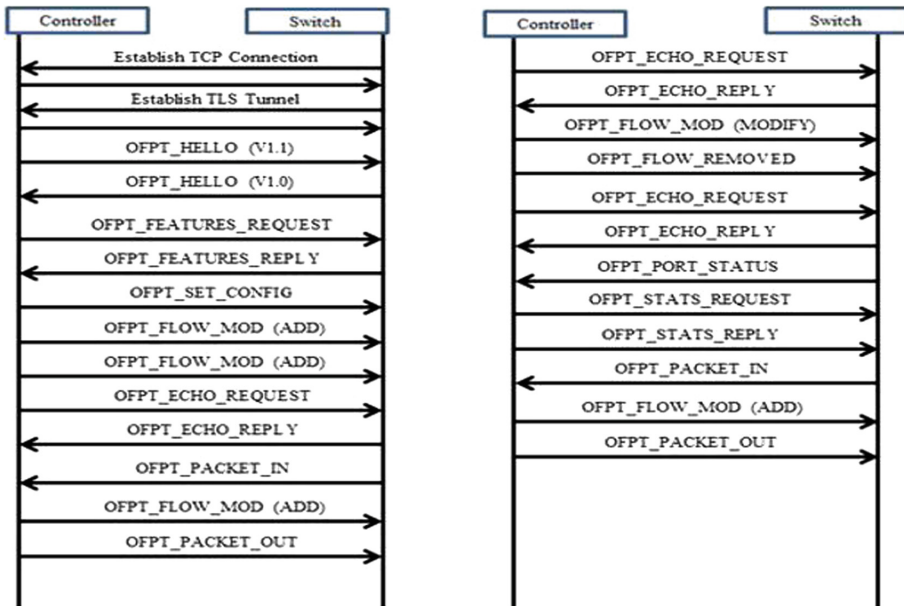 Controller
Switch
Establish TCP Connection
Establish TLS Tunnel
OFPT_HELLO (V1.1)
OFPT_HELLO (V1.0)
OFPT_FEATURES_REQUEST
OFPT_FEATURES_REPLY
OFPT_SET_CONFIG
OFPT_FLOW_MOD (ADD)
OFPT_FLOW_MOD (ADD)
OFPT_ECHO_REQUEST
OFPT_ECHO_REPLY
OFPT_PACKET_IN
OFPT_FLOW_MOD (ADD)
OFPT_PACKET_OUT
Controller
Switch
OFPT_ECHO_REQUEST
OFPT_ECHO_REPLY
OFPT_FLOW_MOD (MODIFY)
OFPT_FLOW_REMOVED
OFPT_ECHO_REQUEST
OFPT_ECHO_REPLY
OFPT_PORT_STATUS
OFPT_STATS_REQUEST
OFPT_STATS_REPLY
OFPT_PACKET_IN
OFPT_FLOW_MOD (ADD)
OFPT_PACKET_OUT